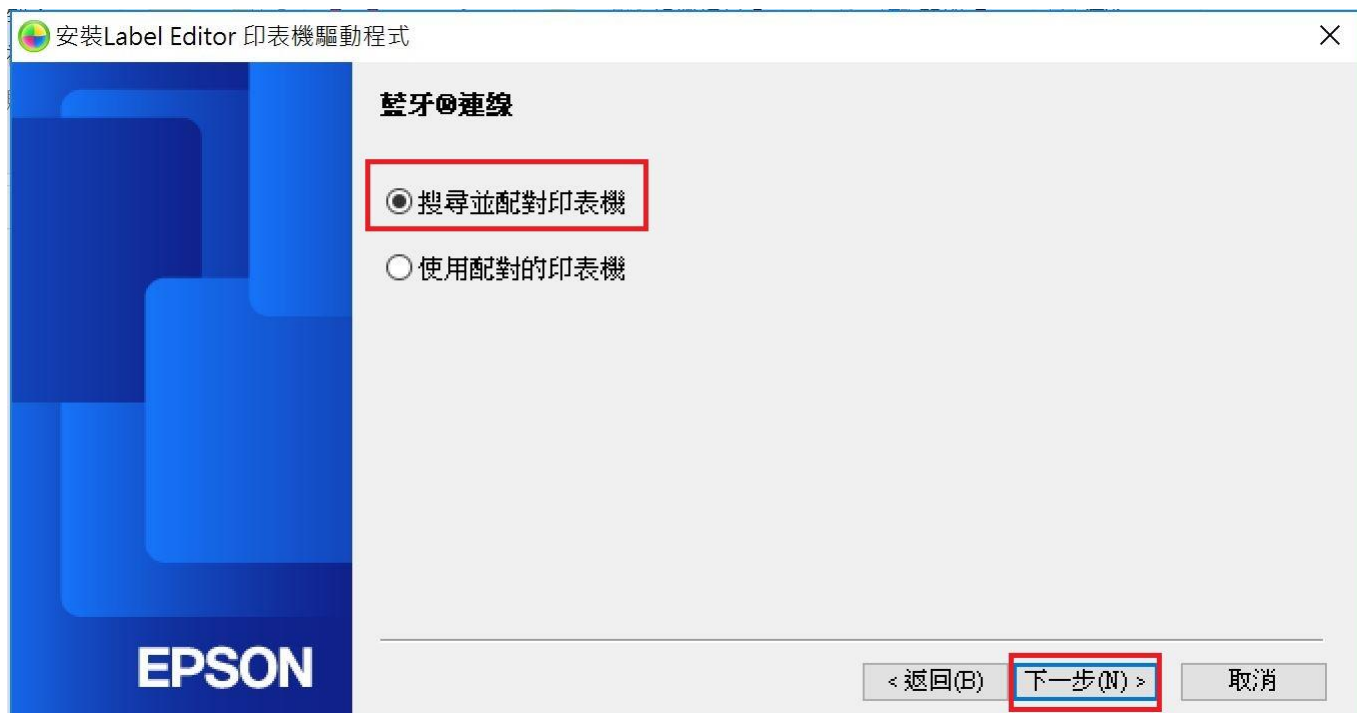 安裝Label Editor 印表機驅動程式
藍牙®連線
搜尋並配對印表機
使用配對的印表機
EPSON
<返回(B) 下一步(N)> 取消